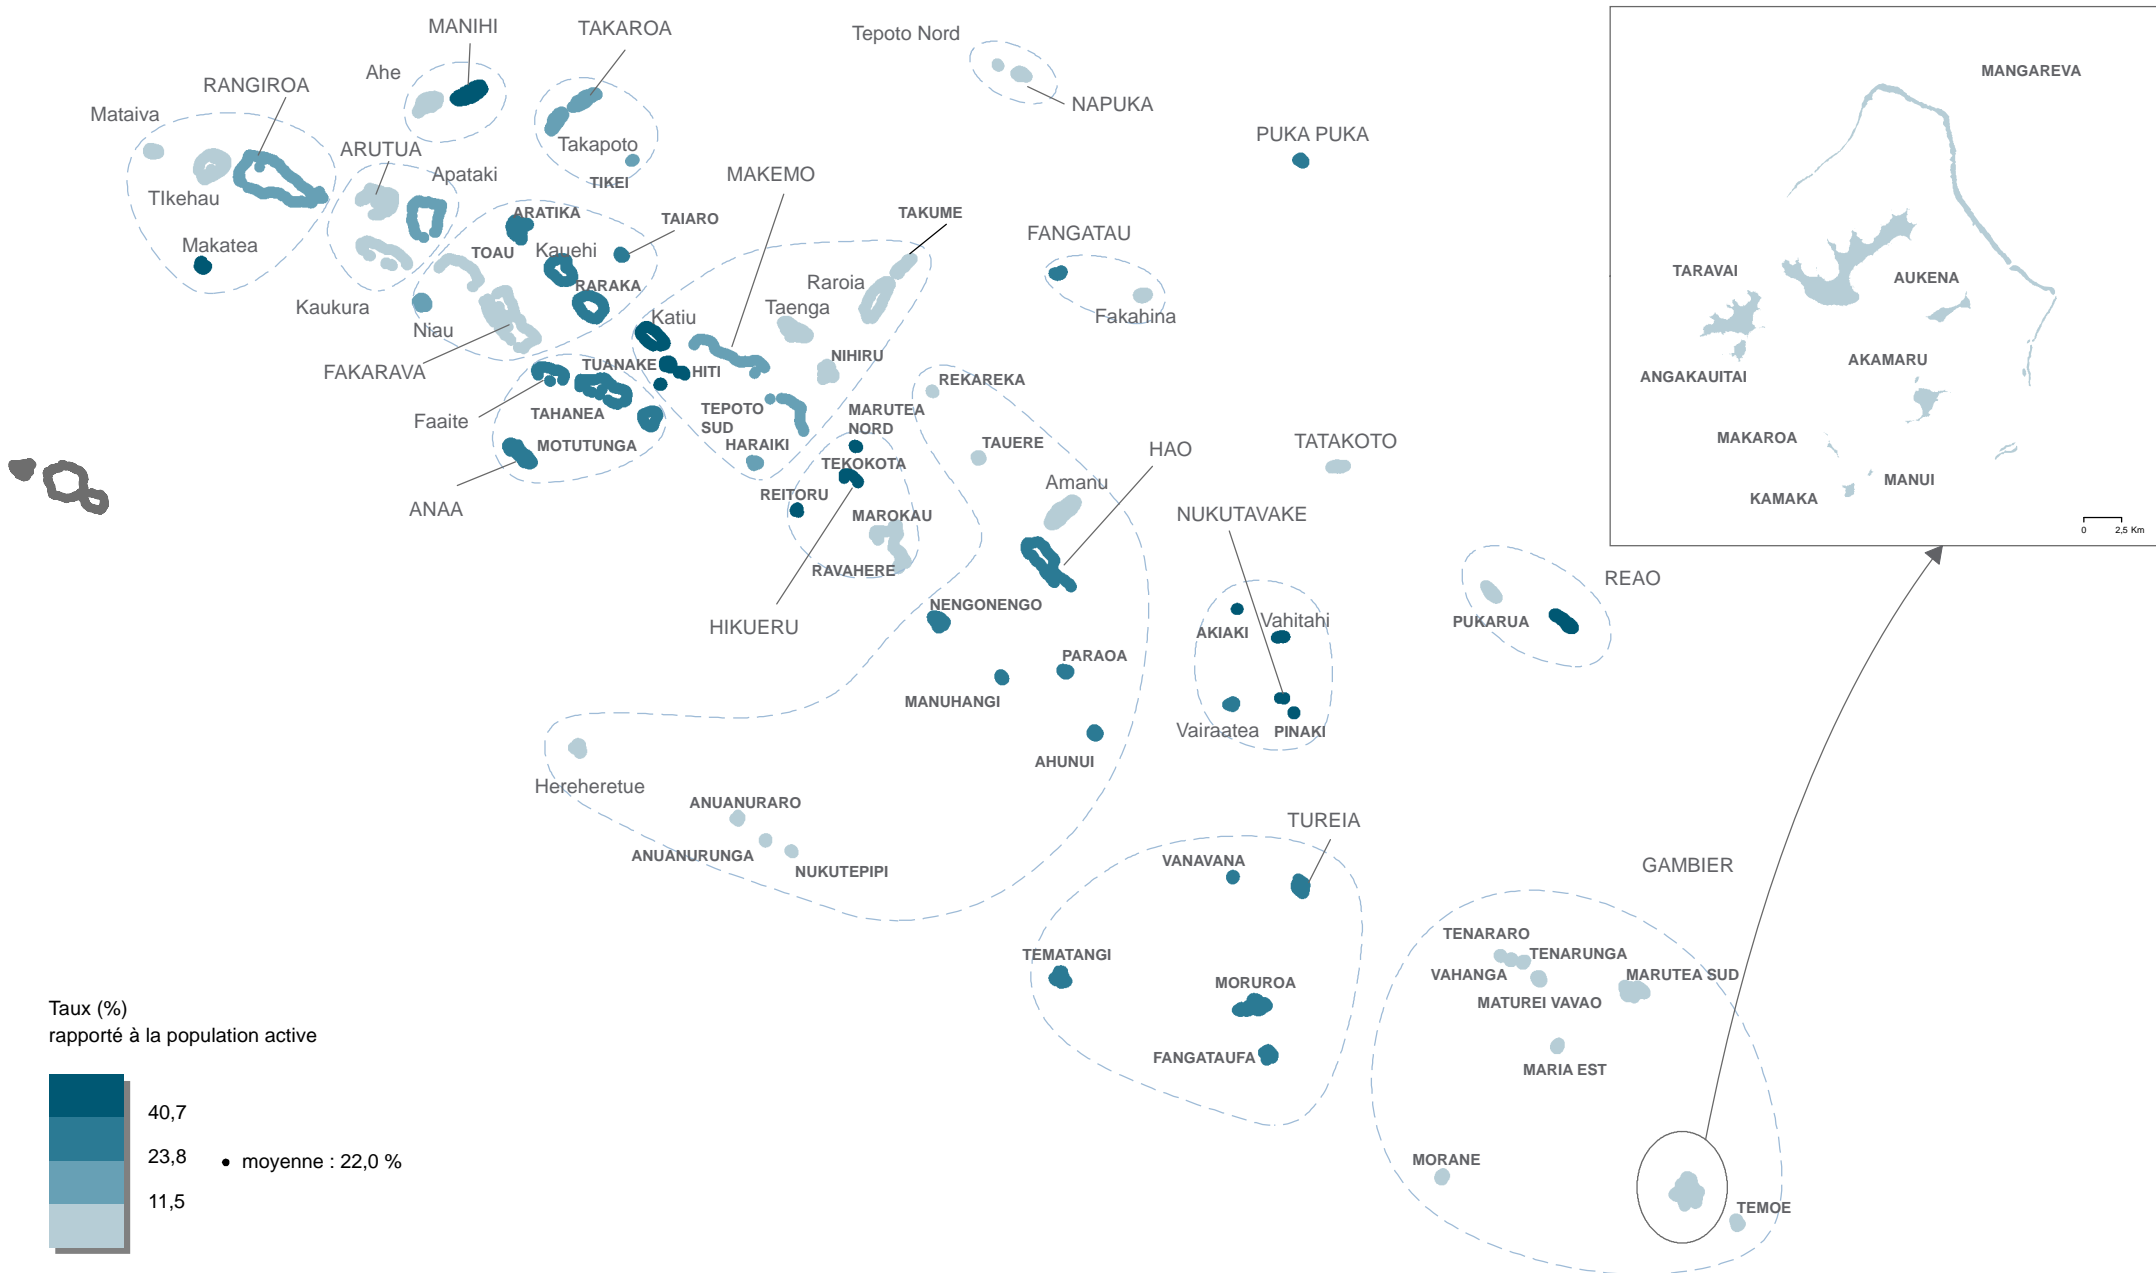 MANIHI
TAKAROA
Tepoto Nord
MANGAREVA
Ahe
RANGIROA
NAPUKA
Mataiva
PUKA PUKA
ARUTUA
Takapoto
Apataki
MAKEMO
TIKEI
TIkehau
ARATIKA
TAIARO
TAKUME
FANGATAU
Makatea
TOAU
Kauehi
TARAVAI
AUKENA
RARAKA
Raroia
Kaukura
Taenga
Fakahina
Niau
Katiu
FAKARAVA
TUANAKE
HITI
NIHIRU
AKAMARU
REKAREKA
ANGAKAUITAI
Faaite
TAHANEA
TEPOTO
SUD
MARUTEA
NORD
MOTUTUNGA
HARAIKI
TAUERE
HAO
TATAKOTO
MAKAROA
TEKOKOTA
ANAA
REITORU
Amanu
MANUI
KAMAKA
MAROKAU
NUKUTAVAKE
0 2,5 Km
RAVAHERE
REAO
NENGONENGO
HIKUERU
AKIAKI
Vahitahi
PUKARUA
PARAOA
MANUHANGI
Vairaatea
PINAKI
AHUNUI
Hereheretue
ANUANURARO
TUREIA
ANUANURUNGA
NUKUTEPIPI
VANAVANA
GAMBIER
TENARARO
TEMATANGI
TENARUNGA
VAHANGA
MARUTEA SUD
MORUROA
MATUREI VAVAO
Taux (%)
rapporté à la population active
FANGATAUFA
MARIA EST
40,7
23,8
• moyenne : 22,0 %
MORANE
11,5
TEMOE